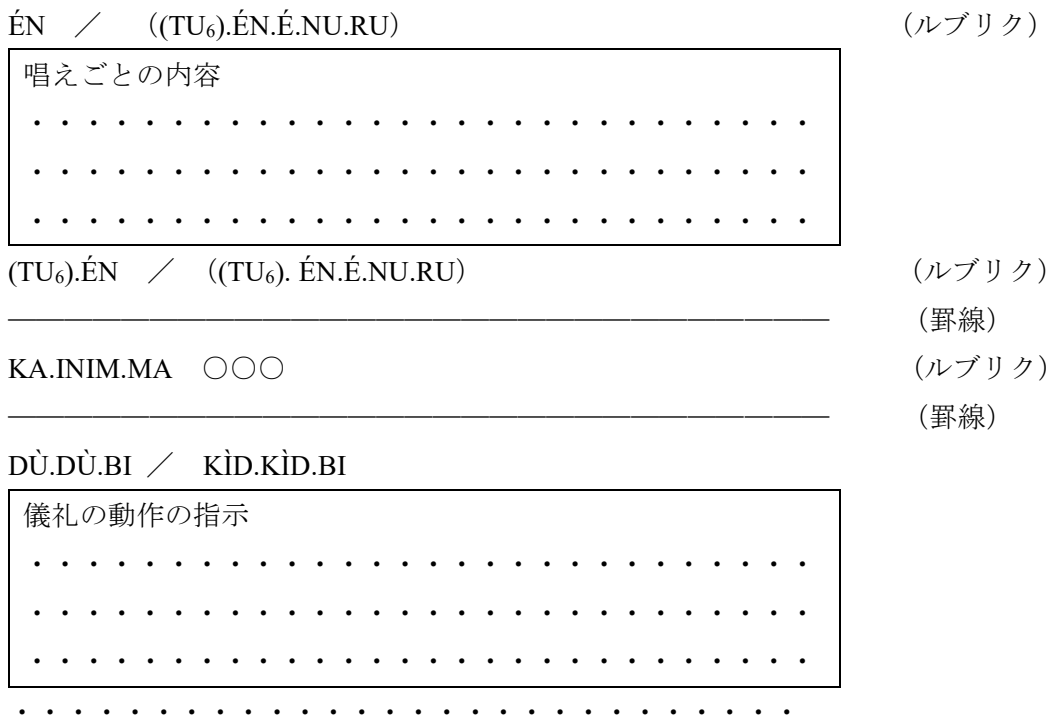 ÉN ／ （(TU₆).ÉN.É.NU.RU） （ルブリク）
唱えごとの内容
・・・・・・・・・・・・・・・・・・・・・・・・・・・・
・・・・・・・・・・・・・・・・・・・・・・・・・・・・
・・・・・・・・・・・・・・・・・・・・・・・・・・・・
(TU₆).ÉN ／ （(TU₆). ÉN.É.NU.RU） （ルブリク）
――――――――――――――――――――――――――――― （罫線）
KA.INIM.MA ○○○ （ルブリク）
――――――――――――――――――――――――――――― （罫線）
DÙ.DÙ.BI ／ KÌD.KÌD.BI
儀礼の動作の指示
・・・・・・・・・・・・・・・・・・・・・・・・・・・・
・・・・・・・・・・・・・・・・・・・・・・・・・・・・
・・・・・・・・・・・・・・・・・・・・・・・・・・・・
・・・・・・・・・・・・・・・・・・・・・・・・・・・・